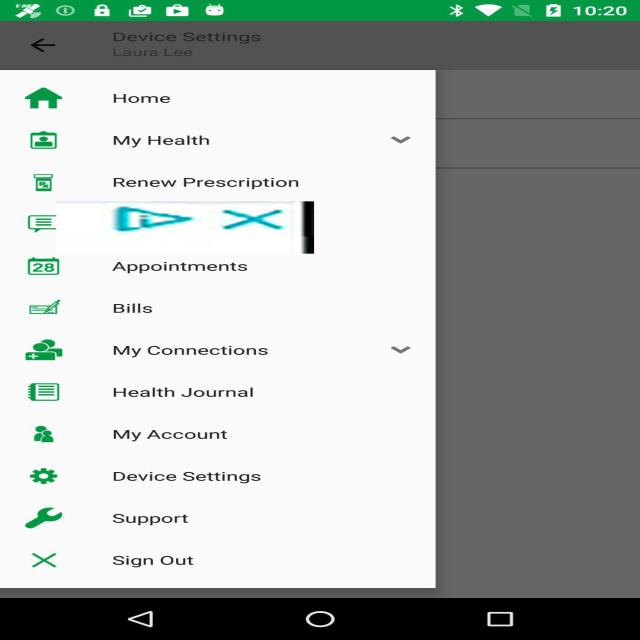 10:20
Device Settings
Laura Lee
Home
My Health
Renew Prescription
28
Appointments
Bills
My Connections
Health Journal
My Account
Device Settings
Support
Sign Out